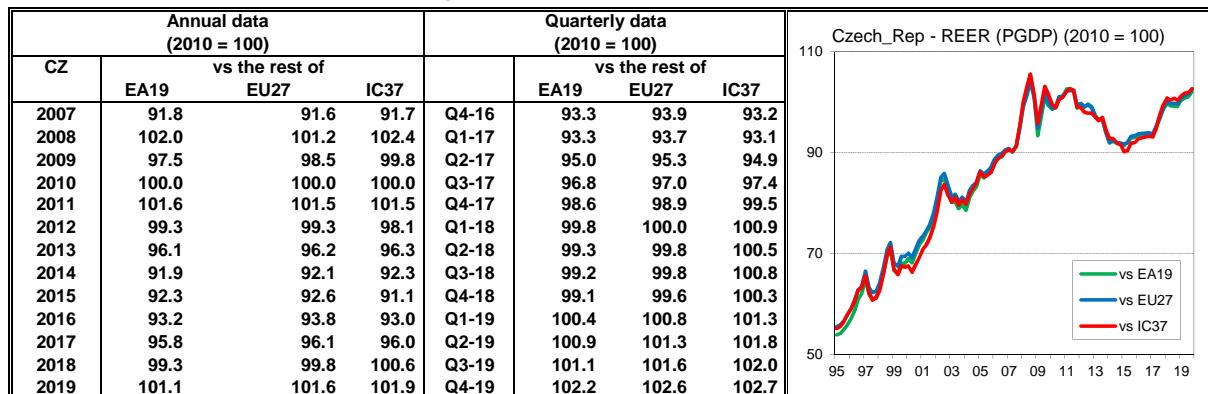 Annual data Quarterly data
(2010 = 100) (2010 = 100)
CZ vs the rest of vs the rest of
EA19 EU27 IC37 EA19 EU27 IC37
2007 91.8 91.6 91.7 Q4-16 93.3 93.9 93.2
2008 102.0 101.2 102.4 Q1-17 93.3 93.7 93.1
2009 97.5 98.5 99.8 Q2-17 95.0 95.3 94.9
2010 100.0 100.0 100.0 Q3-17 96.8 97.0 97.4
2011 101.6 101.5 101.5 Q4-17 98.6 98.9 99.5
2012 99.3 99.3 98.1 Q1-18 99.8 100.0 100.9
2013 96.1 96.2 96.3 Q2-18 99.3 99.8 100.5
2014 91.9 92.1 92.3 Q3-18 99.2 99.8 100.8
2015 92.3 92.6 91.1 Q4-18 99.1 99.6 100.3
2016 93.2 93.8 93.0 Q1-19 100.4 100.8 101.3
2017 95.8 96.1 96.0 Q2-19 100.9 101.3 101.8
2018 99.3 99.8 100.6 Q3-19 101.1 101.6 102.0
2019 101.1 101.6 101.9 Q4-19 102.2 102.6 102.7
Czech_Rep - REER (PGDP) (2010 = 100)
110
90
70
50
vs EA19
vs EU27
vs IC37
95 97 99 01 03 05 07 09 11 13 15 17 19